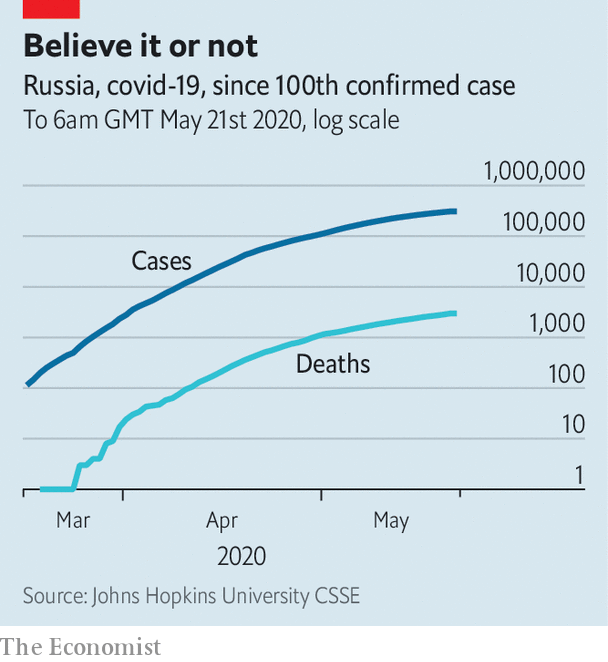 Believe it or not
Russia, covid-19, since 100th confirmed case
To 6am GMT May 21st 2020, log scale
1,000,000
100,000
Cases
10,000
1,000
Deaths
100
10
1
Mar Apr May
2020
Source: Johns Hopkins University CSSE
The Economist